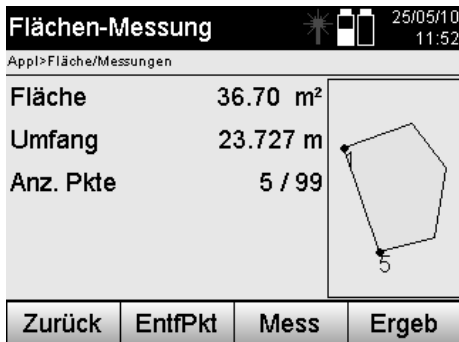 Flächen-Messung
25/05/10
11:52
Appl>Fläche/Messungen
Fläche 36.70 m²
Umfang 23.727 m
Anz. Pkte 5 / 99
1
5
Zurück EntfPkt Mess Ergeb